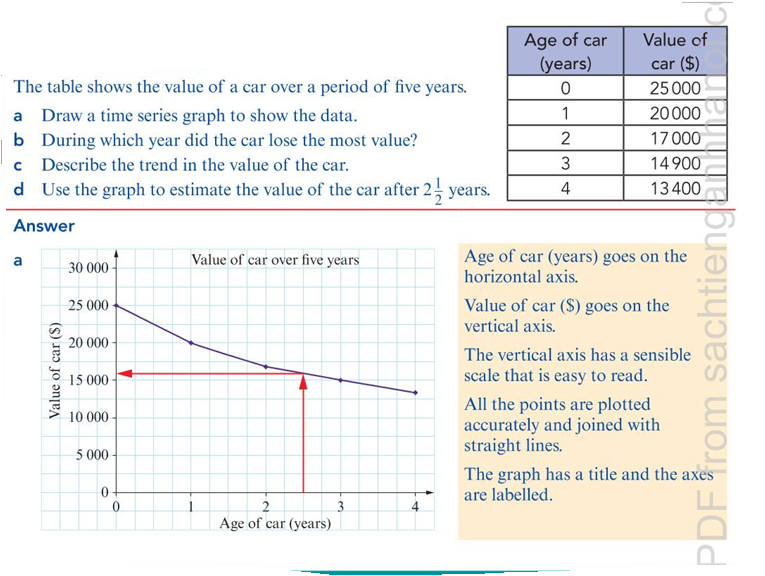 The table shows the value of a car over a period of five years.
a Draw a time series graph to show the data.
b During which year did the car lose the most value?
c Describe the trend in the value of the car.
d Use the graph to estimate the value of the car after 2 1/2 years.
Age of car (years) Value of car ($)
0 25 000
1 20 000
2 17 000
3 14 900
4 13 400
Answer
a
Value of car over five years
Value of car ($)
30 000
25 000
20 000
15 000
10 000
5 000
0
0 1 2 3 4
Age of car (years)
Age of car (years) goes on the
horizontal axis.
Value of car ($) goes on the
vertical axis.
The vertical axis has a sensible
scale that is easy to read.
All the points are plotted
accurately and joined with
straight lines.
The graph has a title and the axes
are labelled.
PDF from